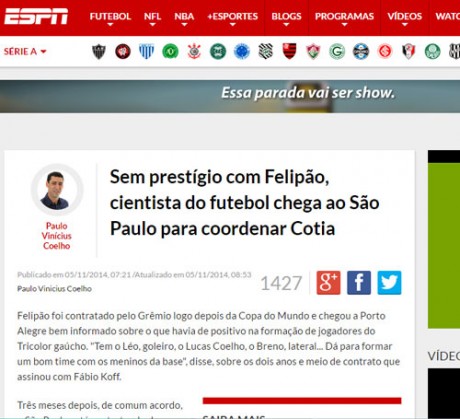 ESPN
FUTEBOL
NFL
NBA
+ESPORTES
BLOGS
PROGRAMAS
VÍDEOS
WATC
SÉRIE A
Essa parada vai ser show.
Sem prestígio com Felipão,
cientista do futebol chega ao São
Paulo para coordenar Cotia
Paulo
Vinícius
Coelho
Publicado em 05/11/2014, 07:21 /Atualizado em 05/11/2014, 08:53
Paulo Vinicius Coelho
1427
Felipão foi contratado pelo Grêmio logo depois da Copa do Mundo e chegou a Porto
Alegre bem informado sobre o que havia de positivo na formação de jogadores do
Tricolor gaúcho. "Tem o Léo, goleiro, o Lucas Coelho, o Breno, lateral... Dá para formar
um bome time com os meninos da base", disse, sobre os dois anos e meio de contrato que
assinou com Fábio Koff.
Três meses depois, de comum acordo,
VÍDE